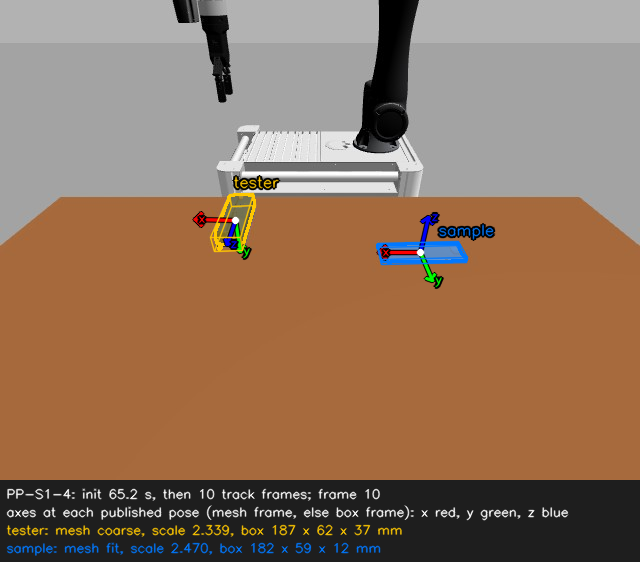 tester
sample
x
y
z
x
y
z
PP-S1-4: init 65.2 s, then 10 track frames; frame 10
axes at each published pose (mesh frame, else box frame): x red, y green, z blue
tester: mesh coarse, scale 2.339, box 187 x 62 x 37 mm
sample: mesh fit, scale 2.470, box 182 x 59 x 12 mm